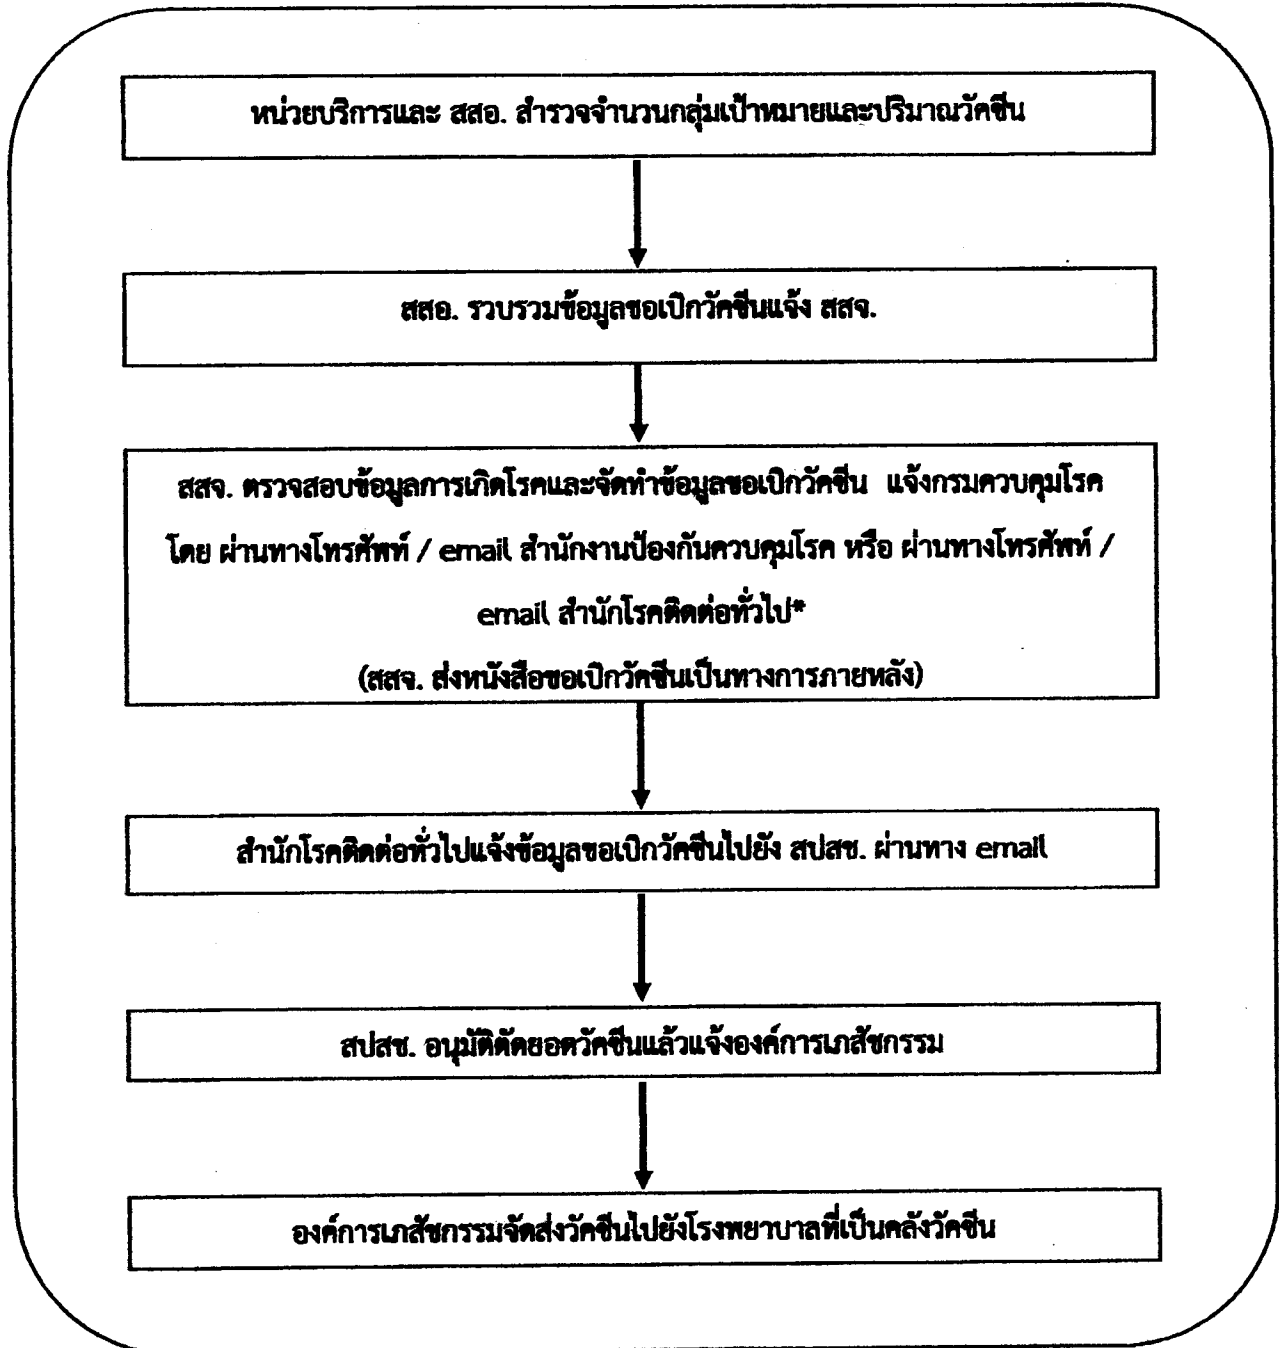 หน่วยบริการและ สสอ. สำรวจจำนวนกลุ่มเป้าหมายและปริมาณวัคซีน
สสอ. รวบรวมข้อมูลขอเบิกวัคซีนแจ้ง สสจ.
สสจ. ตรวจสอบข้อมูลการเกิดโรคและจัดทำข้อมูลขอเบิกวัคซีน แจ้งกรมควบคุมโรค
โดย ผ่านทางโทรศัพท์ / email สำนักงานป้องกันควบคุมโรค หรือ ผ่านทางโทรศัพท์ /
email สำนักโรคติดต่อทั่วไป*
(สสจ. ส่งหนังสือขอเบิกวัคซีนเป็นทางการภายหลัง)
สำนักโรคติดต่อทั่วไปแจ้งข้อมูลขอเบิกวัคซีนไปยัง สปสช. ผ่านทาง email
สปสช. อนุมัติตัดยอดวัคซีนแล้วแจ้งองค์การเภสัชกรรม
องค์การเภสัชกรรมจัดส่งวัคซีนไปยังโรงพยาบาลที่เป็นคลังวัคซีน